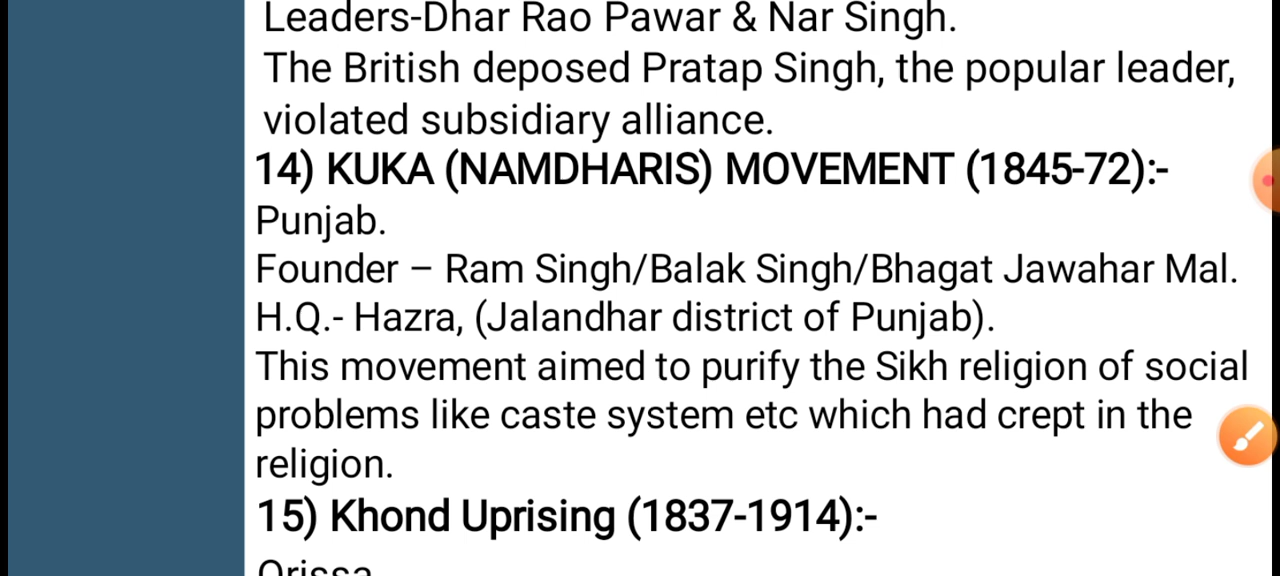 Leaders-Dhar Rao Pawar & Nar Singh.
The British deposed Pratap Singh, the popular leader,
violated subsidiary alliance.
14) KUKA (NAMDHARIS) MOVEMENT (1845-72):-
Punjab.
Founder – Ram Singh/Balak Singh/Bhagat Jawahar Mal.
H.Q.- Hazra, (Jalandhar district of Punjab).
This movement aimed to purify the Sikh religion of social
problems like caste system etc which had crept in the
religion.
15) Khond Uprising (1837-1914):-
Orissa